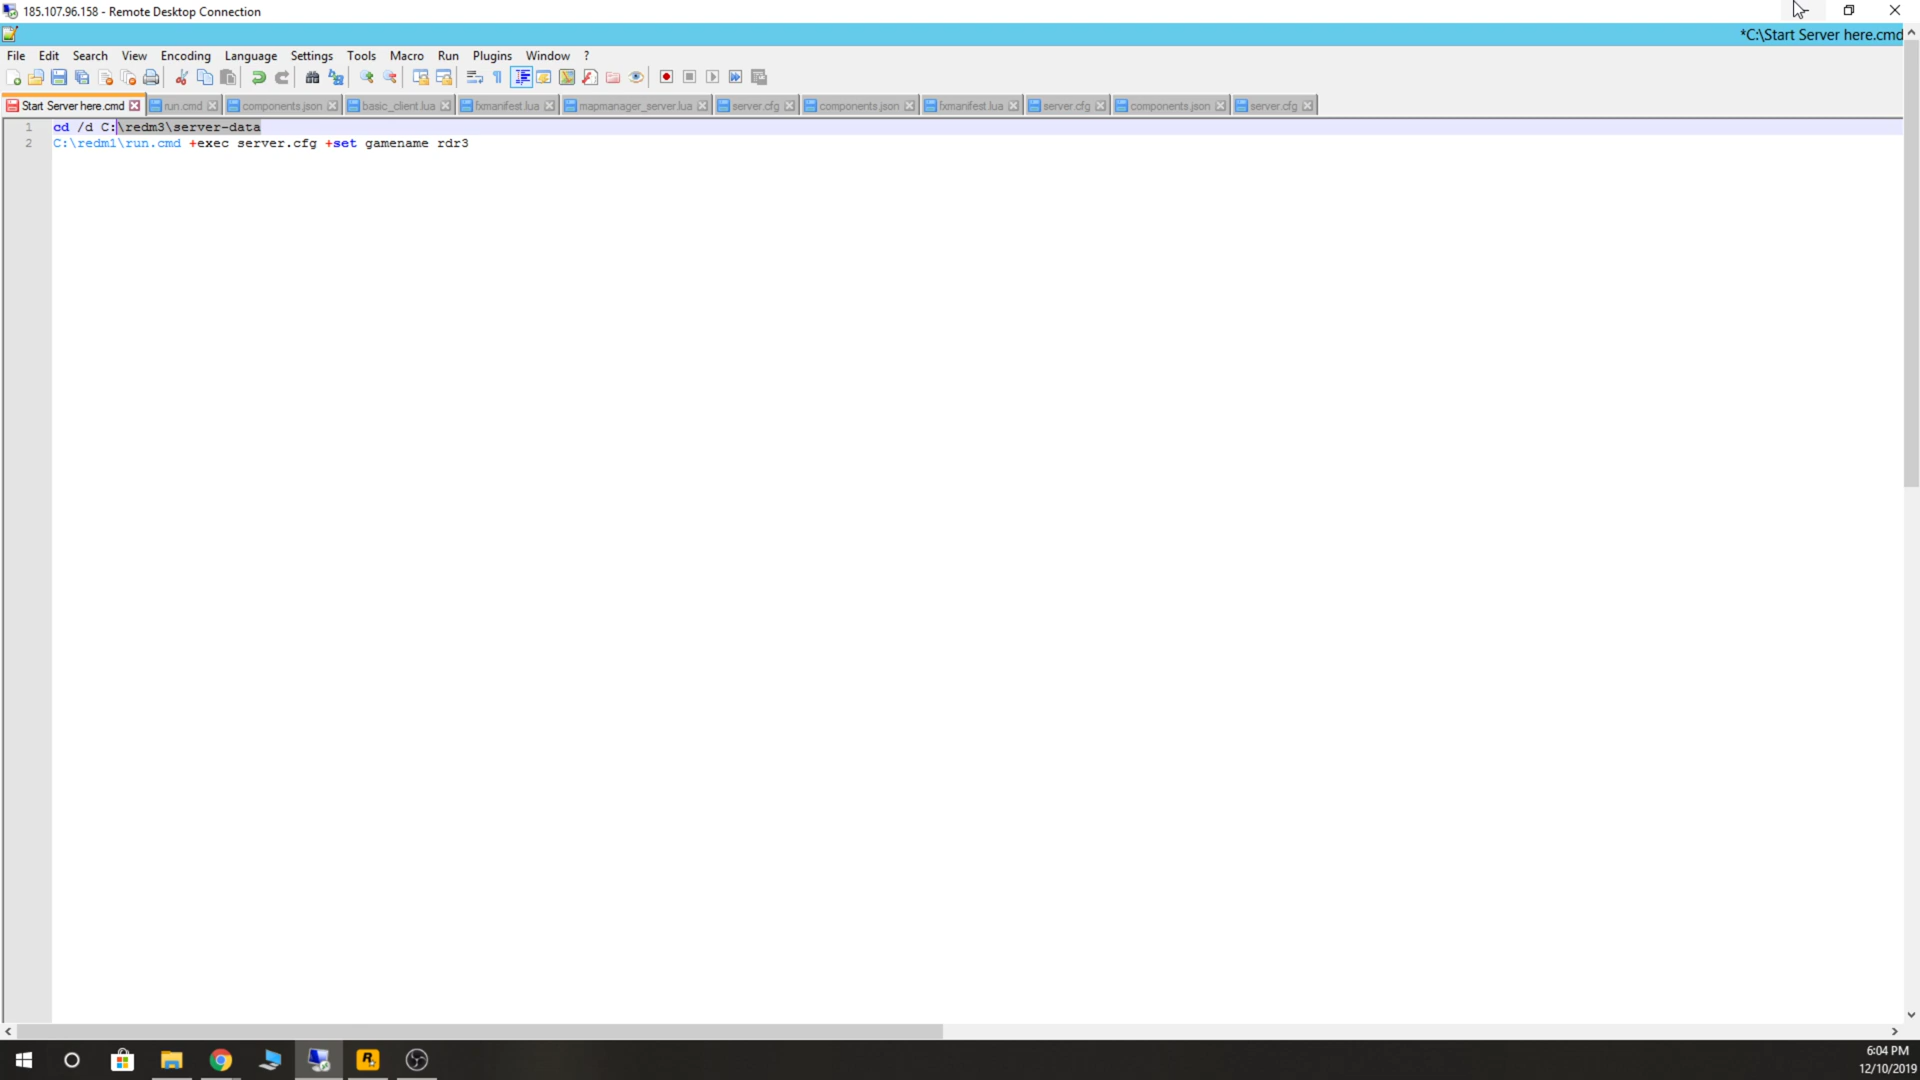 185.107.96.158 - Remote Desktop Connection
*C:\Start Server here.cmd
File Edit Search View Encoding Language Settings Tools Macro Run Plugins Window ?
Start Server here.cmd run.cmd components.json basic_client.lua fxmanifest.lua mapmanager_server.lua server.cfg components.json fxmanifest.lua server.cfg components.json server.cfg
1 cd /d C:\redm3\server-data
2 C:\redm1\run.cmd +exec server.cfg +set gamename rdr3
6:04 PM
12/10/2019